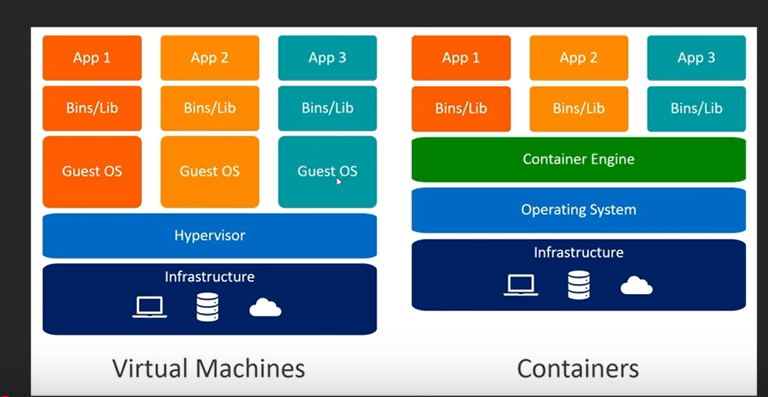 App 1 App 2 App 3
Bins/Lib Bins/Lib Bins/Lib
Guest OS Guest OS Guest OS
Hypervisor
Infrastructure
Virtual Machines
App 1 App 2 App 3
Bins/Lib Bins/Lib Bins/Lib
Container Engine
Operating System
Infrastructure
Containers